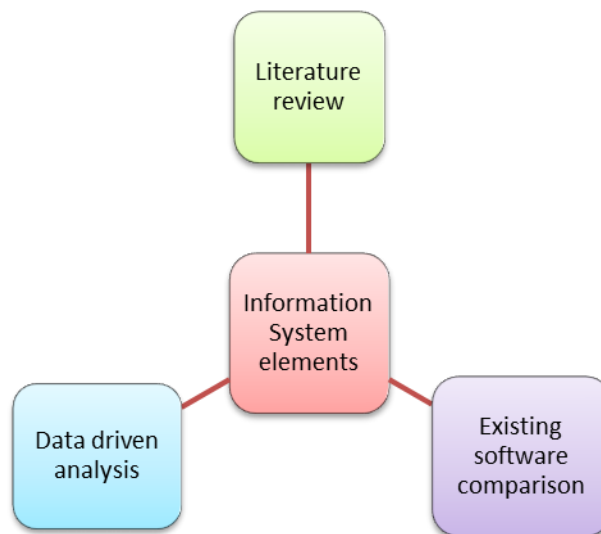 Literature
review
Information
System
elements
Data driven
analysis
Existing
software
comparison